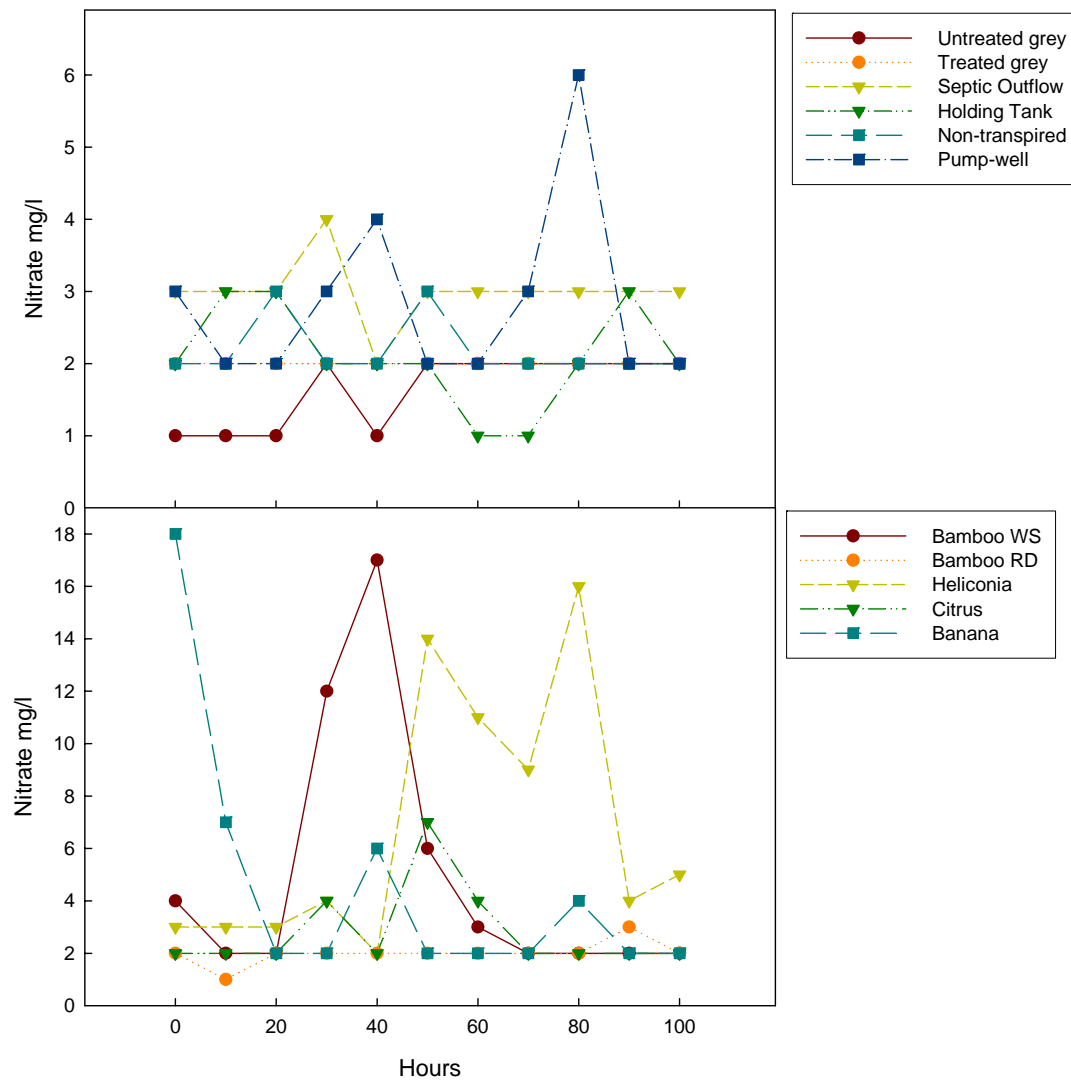 Nitrate mg/l
6
5
4
3
2
1
0
Untreated grey
Treated grey
Septic Outflow
Holding Tank
Non-transpired
Pump-well
Nitrate mg/l
18
16
14
12
10
8
6
4
2
0
0 20 40 60 80 100
Hours
Bamboo WS
Bamboo RD
Heliconia
Citrus
Banana